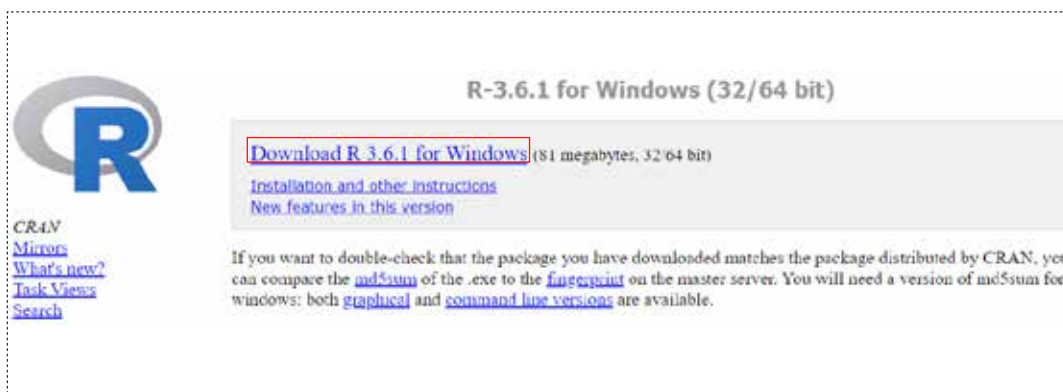 R
R-3.6.1 for Windows (32/64 bit)
Download R 3.6.1 for Windows (81 megabytes, 32/64 bit)
Installation and other instructions
New features in this version
CRAN
Mirrors
What's new?
Task Views
Search
If you want to double-check that the package you have downloaded matches the package distributed by CRAN, you
can compare the md5sum of the .exe to the fingerprint on the master server. You will need a version of md5sum for
windows: both graphical and command line versions are available.